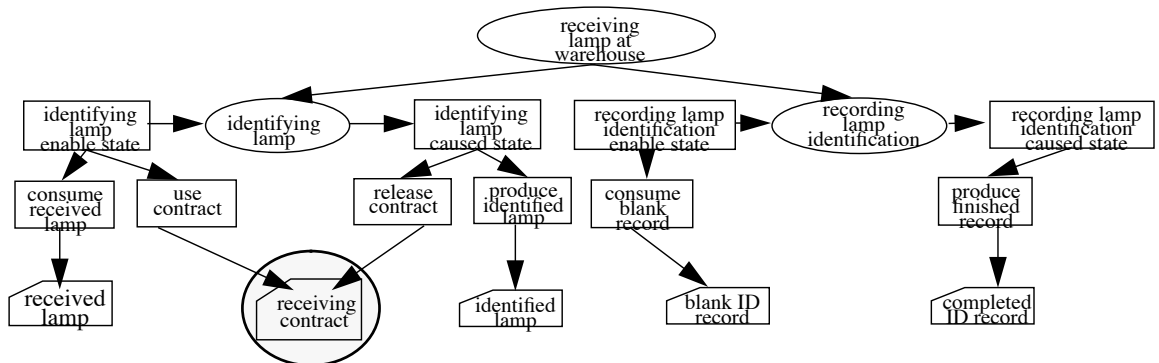 receiving
lamp at
warehouse
identifying
lamp
enable state
identifying
lamp
identifying
lamp
caused state
recording lamp
identification
enable state
recording
lamp
identification
recording lamp
identification
caused state
consume
received
lamp
use
contract
release
contract
produce
identified
lamp
consume
blank
record
produce
finished
record
received
lamp
receiving
contract
identified
lamp
blank ID
record
completed
ID record